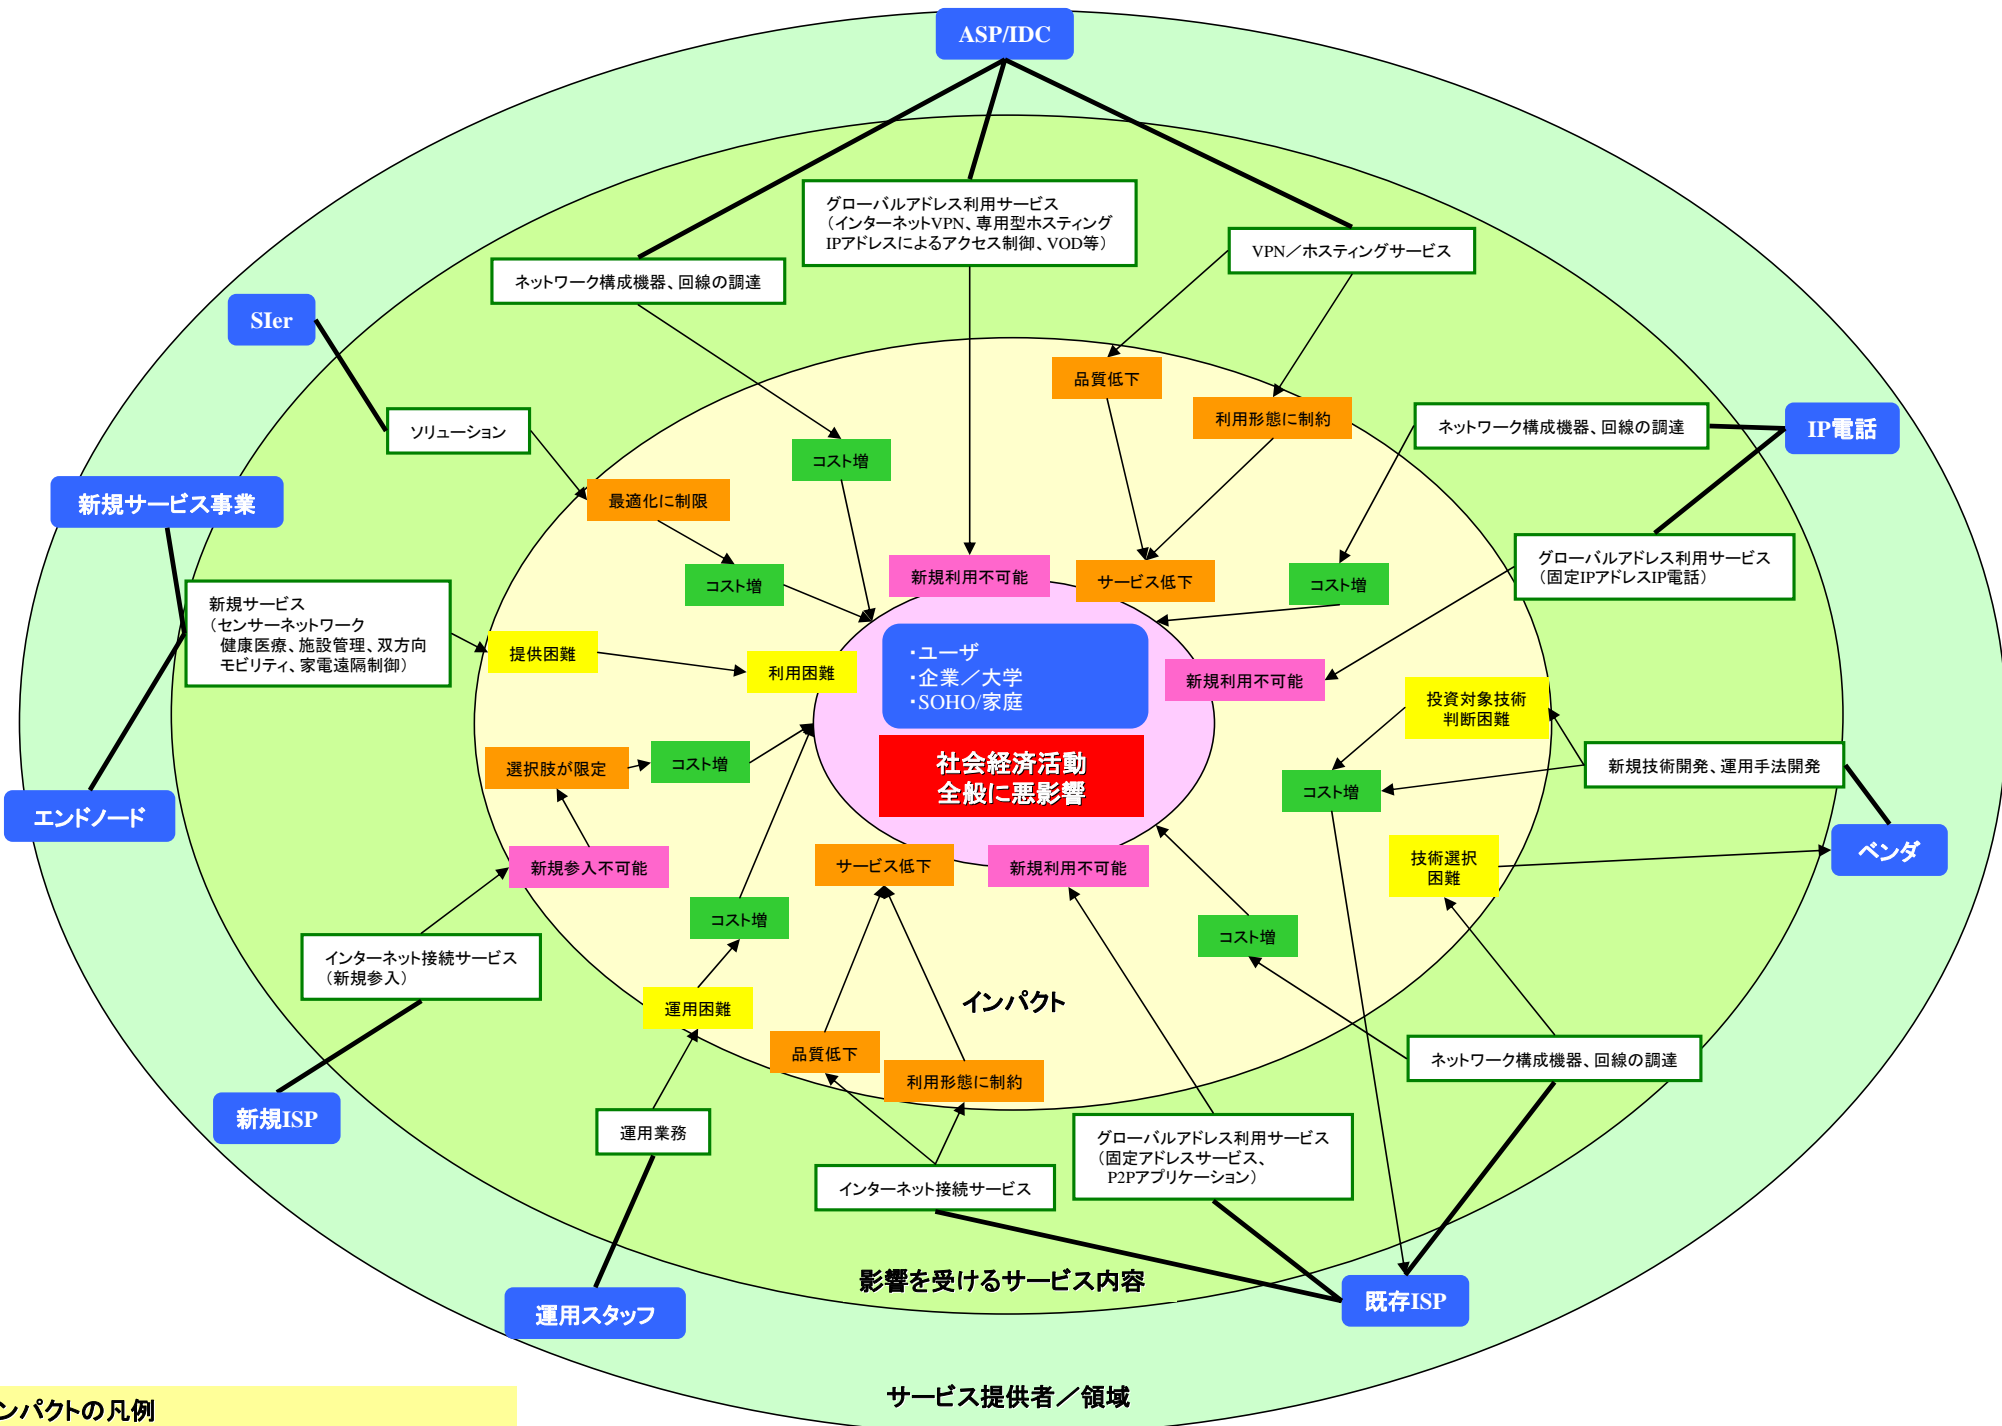 ASP/IDC
グローバルアドレス利用サービス
（インターネットVPN、専用型ホスティング
IPアドレスによるアクセス制御、VOD等）
VPN／ホスティングサービス
ネットワーク構成機器、回線の調達
SIer
品質低下
利用形態に制約
ネットワーク構成機器、回線の調達
IP電話
ソリューション
コスト増
最適化に制限
新規サービス事業
グローバルアドレス利用サービス
（固定IPアドレスIP電話）
新規利用不可能
サービス低下
コスト増
コスト増
新規サービス
（センサーネットワーク
健康医療、施設管理、双方向
モビリティ、家電遠隔制御）
提供困難
利用困難
・ユーザ
・企業／大学
・SOHO/家庭
新規利用不可能
投資対象技術
判断困難
社会経済活動
全般に悪影響
選択肢が限定
コスト増
新規技術開発、運用手法開発
コスト増
エンドノード
ベンダ
新規参入不可能
サービス低下
新規利用不可能
技術選択
困難
コスト増
コスト増
インターネット接続サービス
（新規参入）
運用困難
インパクト
品質低下
利用形態に制約
ネットワーク構成機器、回線の調達
新規ISP
運用業務
グローバルアドレス利用サービス
（固定アドレスサービス、
P2Pアプリケーション）
インターネット接続サービス
影響を受けるサービス内容
運用スタッフ
既存ISP
サービス提供者／領域
ンパクトの凡例